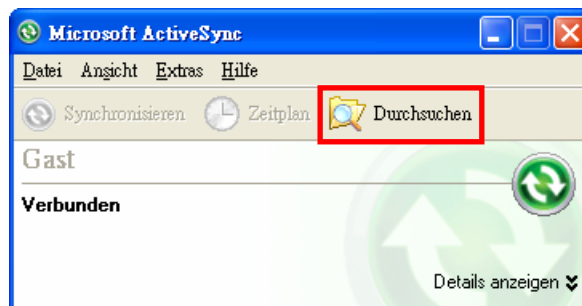 Microsoft ActiveSync
Datei Ansicht Extras Hilfe
Synchronisieren Zeitplan Durchsuchen
Gast
Verbunden
Details anzeigen